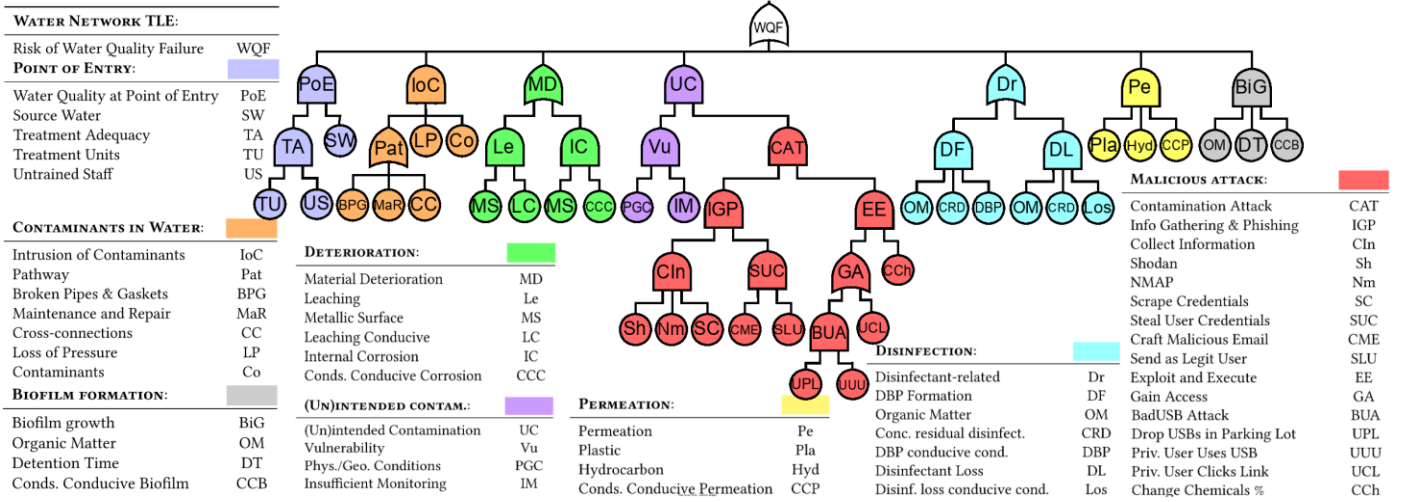 WATER NETWORK TLE:
Risk of Water Quality Failure WQF
POINT OF ENTRY:
Water Quality at Point of Entry PoE
Source Water SW
Treatment Adequacy TA
Treatment Units TU
Untrained Staff US
CONTAMINANTS IN WATER:
Intrusion of Contaminants IoC
Pathway Pat
Broken Pipes & Gaskets BPG
Maintenance and Repair MaR
Cross-connections CC
Loss of Pressure LP
Contaminants Co
BIOFILM FORMATION:
Biofilm growth BiG
Organic Matter OM
Detention Time DT
Conds. Conducive Biofilm CCB
WQF
PoE IoC MD UC Dr Pe BiG
TA SW Pat LP Co Le IC Vu CAT DF DL Pla Hyd CCP OM DT CCB
TU US BPG MaR CC MS LC MS CCC PGC IM IGP EE OM CRD DBP OM CRD Los
CIn SUC GA CCh
Sh Nm SC CME SLU BUA UCL
UPL UUU
DETERIORATION:
Material Deterioration MD
Leaching Le
Metallic Surface MS
Leaching Conducive LC
Internal Corrosion IC
Conds. Conducive Corrosion CCC
(UN)INTENDED CONTAM.:
(Un)intended Contamination UC
Vulnerability Vu
Phys./Geo. Conditions PGC
Insufficient Monitoring IM
PERMEATION:
Permeation Pe
Plastic Pla
Hydrocarbon Hyd
Conds. Conducive Permeation CCP
DISINFECTION:
Disinfectant-related Dr
DBP Formation DF
Organic Matter OM
Conc. residual disinfect. CRD
DBP conducive cond. DBP
Disinfectant Loss DL
Disinf. loss conducive cond. Los
MALICIOUS ATTACK:
Contamination Attack CAT
Info Gathering & Phishing IGP
Collect Information CIn
Shodan Sh
NMAP Nm
Scrape Credentials SC
Steal User Credentials SUC
Craft Malicious Email CME
Send as Legit User SLU
Exploit and Execute EE
Gain Access GA
BadUSB Attack BUA
Drop USBs in Parking Lot UPL
Priv. User Uses USB UUU
Priv. User Clicks Link UCL
Change Chemicals % CCh